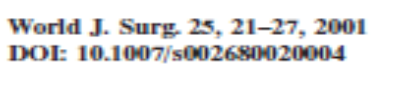 World J. Surg. 25, 21–27, 2001
DOI: 10.1007/s002680020004